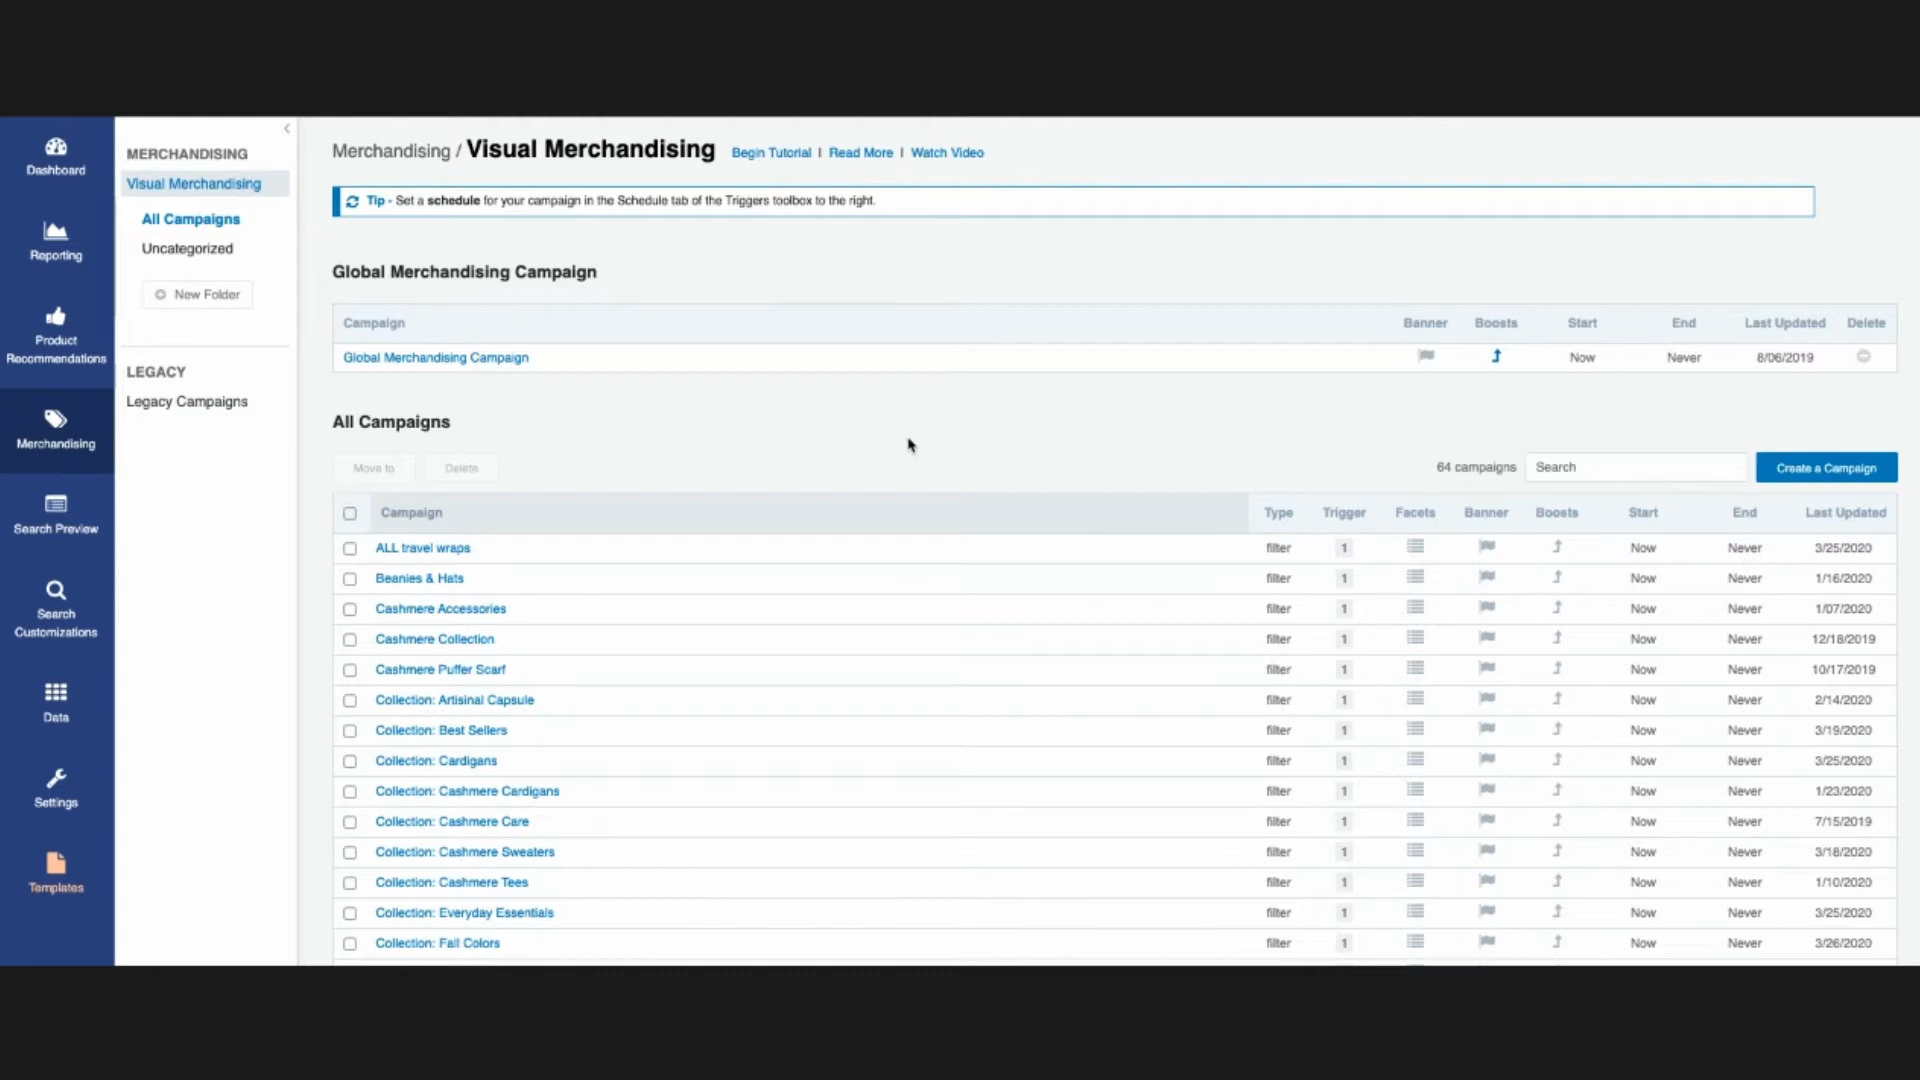 Dashboard
Reporting
Product
Recommendations
Merchandising
Search Preview
Search
Customizations
Data
Settings
Templates
MERCHANDISING
Visual Merchandising
All Campaigns
Uncategorized
New Folder
LEGACY
Legacy Campaigns
Merchandising / Visual Merchandising Begin Tutorial | Read More | Watch Video
Tip - Set a schedule for your campaign in the Schedule tab of the Triggers toolbox to the right.
Global Merchandising Campaign
Campaign Banner Boosts Start End Last Updated Delete
Global Merchandising Campaign Now Never 8/06/2019
All Campaigns
Move to Delete 64 campaigns Search Create a Campaign
Campaign Type Trigger Facets Banner Boosts Start End Last Updated
ALL travel wraps filter 1 Now Never 3/25/2020
Beanies & Hats filter 1 Now Never 1/16/2020
Cashmere Accessories filter 1 Now Never 1/07/2020
Cashmere Collection filter 1 Now Never 12/18/2019
Cashmere Puffer Scarf filter 1 Now Never 10/17/2019
Collection: Artisinal Capsule filter 1 Now Never 2/14/2020
Collection: Best Sellers filter 1 Now Never 3/19/2020
Collection: Cardigans filter 1 Now Never 3/25/2020
Collection: Cashmere Cardigans filter 1 Now Never 1/23/2020
Collection: Cashmere Care filter 1 Now Never 7/15/2019
Collection: Cashmere Sweaters filter 1 Now Never 3/18/2020
Collection: Cashmere Tees filter 1 Now Never 1/10/2020
Collection: Everyday Essentials filter 1 Now Never 3/25/2020
Collection: Fall Colors filter 1 Now Never 3/26/2020